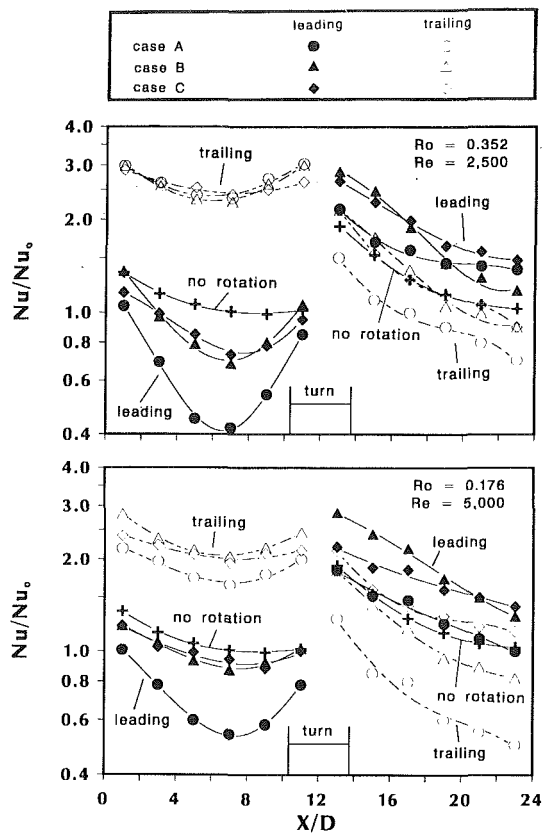 leading trailing
case A
case B
case C
4.0
3.0
2.0
1.0
0.8
0.6
0.4
Nu/Nu₀
Ro = 0.352
Re = 2,500
trailing
no rotation
leading
turn
leading
no rotation
trailing
4.0
3.0
2.0
1.0
0.8
0.6
0.4
Nu/Nu₀
Ro = 0.176
Re = 5,000
trailing
no rotation
leading
turn
leading
no rotation
trailing
0 4 8 12 16 20 24
X/D